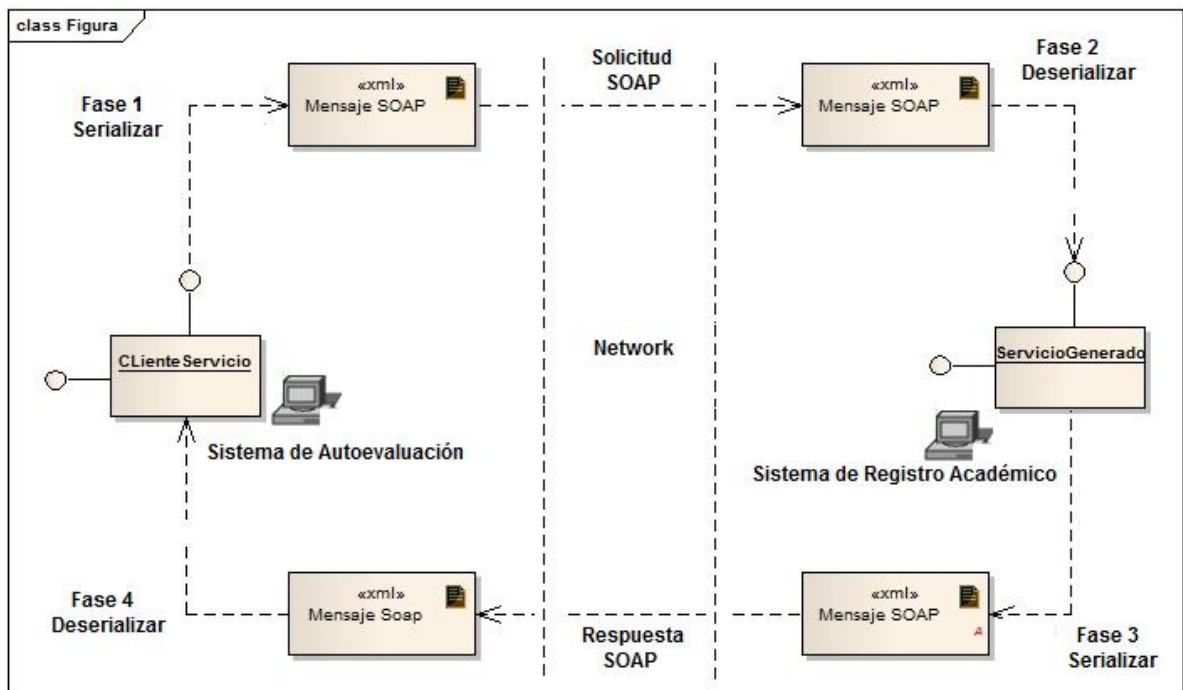 class Figura
Fase 1
Serializar
«xml»
Mensaje SOAP
Solicitud
SOAP
«xml»
Mensaje SOAP
Fase 2
Deserializar
CLienteServicio
Sistema de Autoevaluación
Network
ServicioGenerado
Sistema de Registro Académico
Fase 4
Deserializar
«xml»
Mensaje Soap
Respuesta
SOAP
«xml»
Mensaje SOAP
A
Fase 3
Serializar